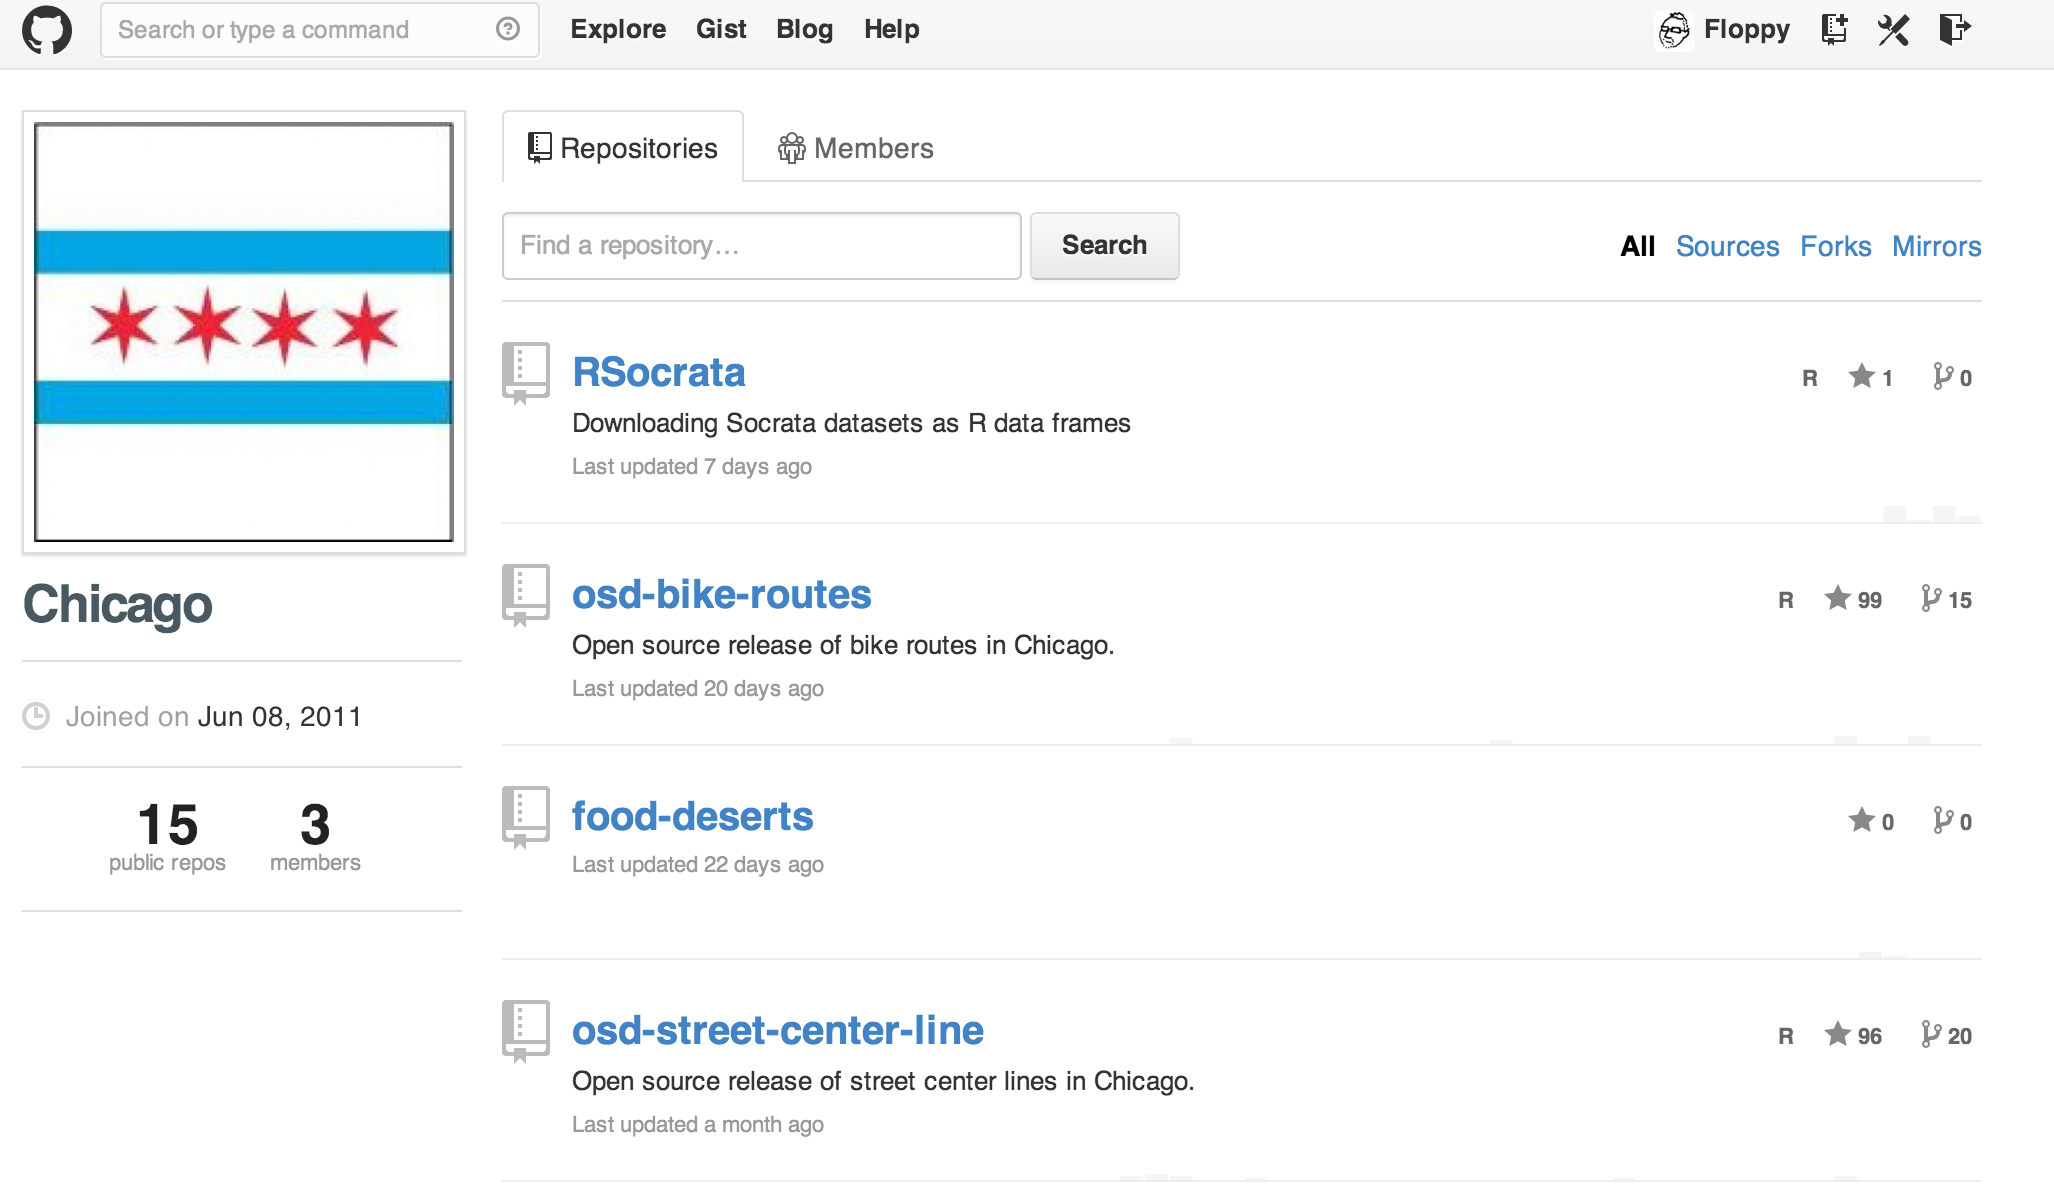 Search or type a command
Explore Gist Blog Help
Floppy
Chicago
Joined on Jun 08, 2011
15 3
public repos members
Repositories Members
Find a repository… Search
All Sources Forks Mirrors
RSocrata
R 1 0
Downloading Socrata datasets as R data frames
Last updated 7 days ago
osd-bike-routes
R 99 15
Open source release of bike routes in Chicago.
Last updated 20 days ago
food-deserts
0 0
Last updated 22 days ago
osd-street-center-line
R 96 20
Open source release of street center lines in Chicago.
Last updated a month ago